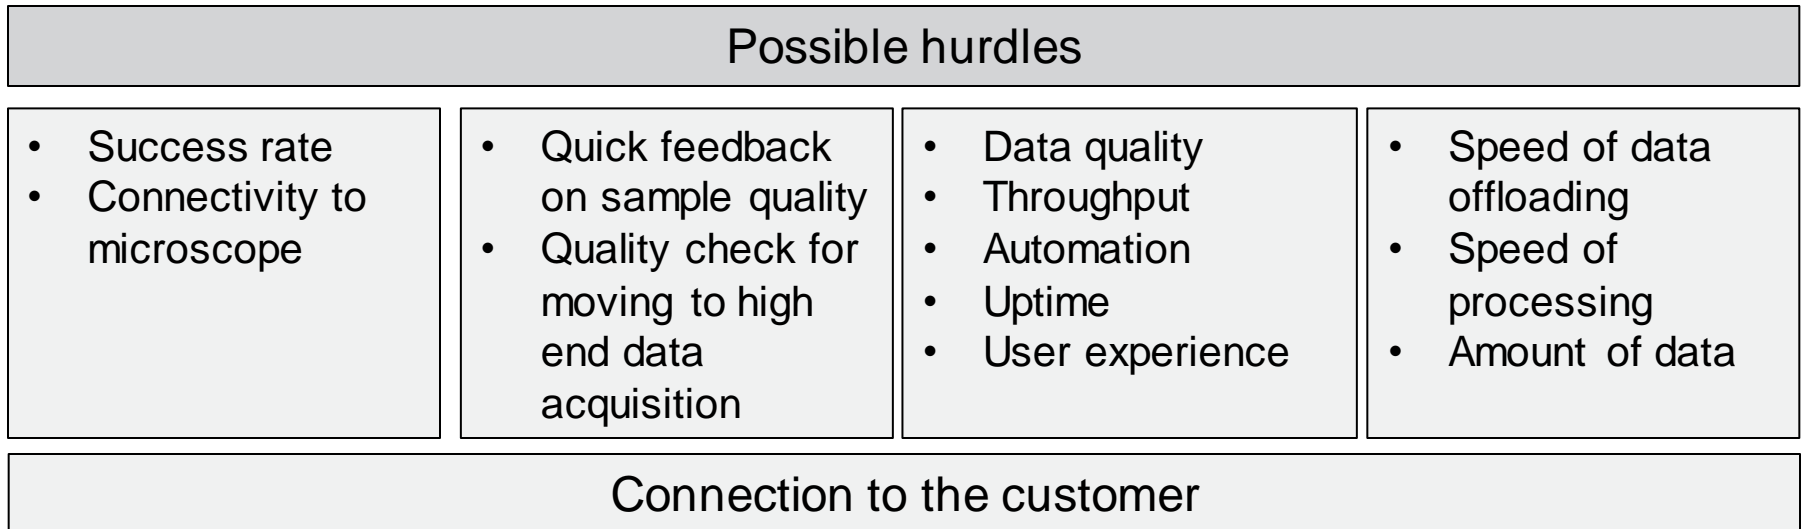 Possible hurdles
• Success rate
• Connectivity to
microscope
• Quick feedback
on sample quality
• Quality check for
moving to high
end data
acquisition
• Data quality
• Throughput
• Automation
• Uptime
• User experience
• Speed of data
offloading
• Speed of
processing
• Amount of data
Connection to the customer